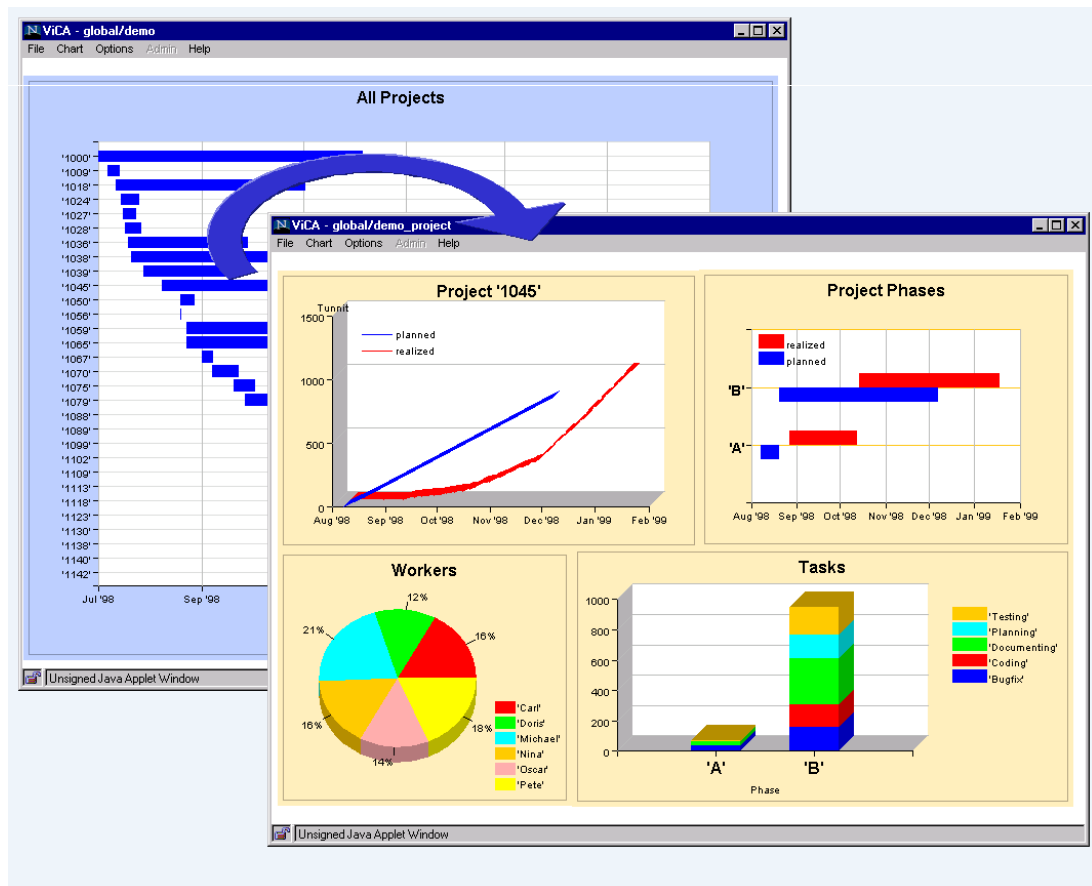 ViCA - global/demo
File Chart Options Admin Help
All Projects
'1000'
'1009'
'1018'
'1024'
'1027'
'1028'
'1036'
'1038'
'1039'
'1045'
'1050'
'1056'
'1059'
'1065'
'1067'
'1070'
'1075'
'1079'
'1088'
'1089'
'1099'
'1102'
'1109'
'1113'
'1118'
'1123'
'1130'
'1138'
'1140'
'1142'
Jul '98 Sep '98
Unsigned Java Applet Window
ViCA - global/demo_project
File Chart Options Admin Help
Project '1045'
Tunnit
1500
1000
500
0
planned
realized
Aug '98 Sep '98 Oct '98 Nov '98 Dec '98 Jan '99 Feb '99
Project Phases
realized
planned
'B'
'A'
Aug '98 Sep '98 Oct '98 Nov '98 Dec '98 Jan '99 Feb '99
Workers
12%
21%
16%
16%
18%
14%
'Carl'
'Doris'
'Michael'
'Nina'
'Oscar'
'Pete'
Tasks
1000
800
600
400
200
0
'A' 'B'
Phase
'Testing'
'Planning'
'Documenting'
'Coding'
'Bugfix'
Unsigned Java Applet Window